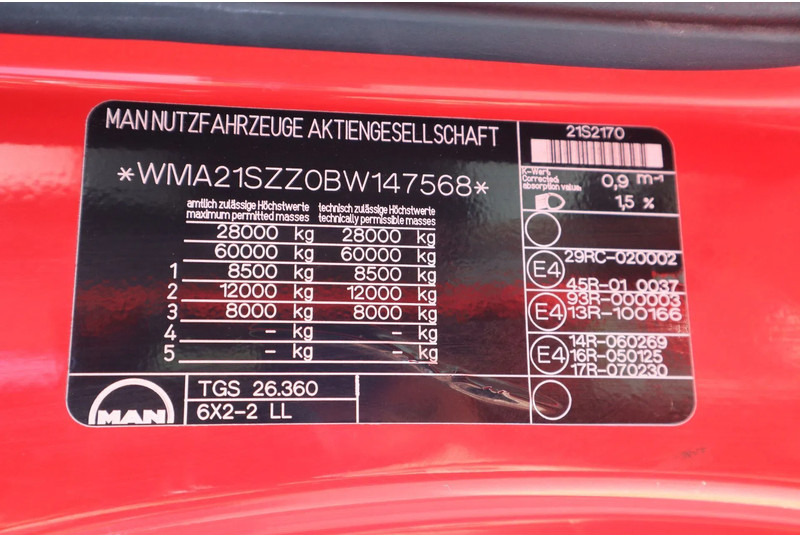 MAN NUTZFAHRZEUGE AKTIENGESELLSCHAFT
*WMA21SZZ0BW147568*
amtlich zulässige Höchstwerte technisch zulässige Höchstwerte
maximum permitted masses technically permissible masses
28000 kg 28000 kg
60000 kg 60000 kg
1 8500 kg 8500 kg
2 12000 kg 12000 kg
3 8000 kg 8000 kg
4 - kg - kg
5 - kg - kg
MAN
TGS 26.360
6X2-2 LL
21S2170
K-Wert
Corrected
absorption value:
0,9 m-1
1,5 %
E4
29RC-020002
45R-01 0037
E4
93R-000003
13R-100166
E4
14R-060269
16R-050125
17R-070230